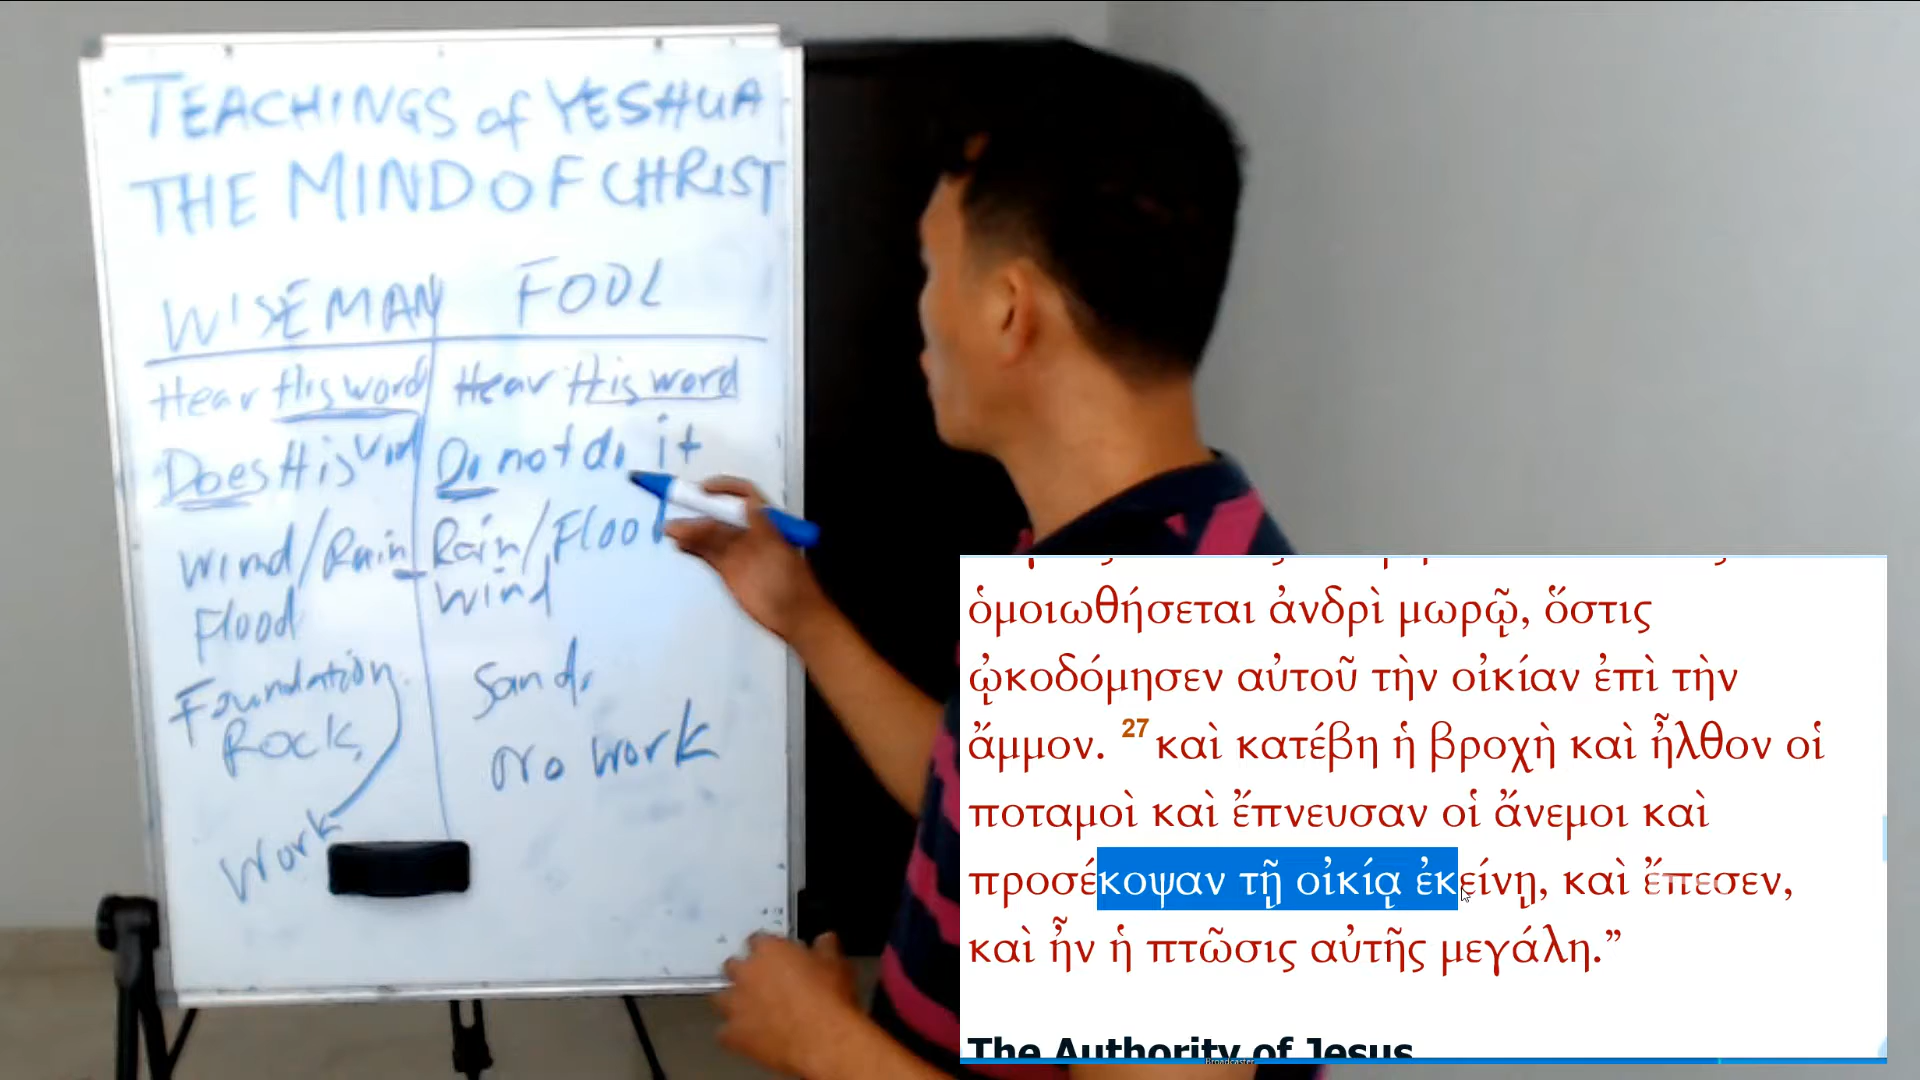 TEACHINGS of YESHUA
THE MIND OF CHRIST
WISE MAN FOOL
Hear His word Hear His word
Does His Do not do it
Wind/Rain Rain/Flood
Flood Wind
Foundation Sand
Rock
Work No Work
ὁμοιωθήσεται ἀνδρὶ μωρῷ, ὅστις
ᾠκοδόμησεν αὐτοῦ τὴν οἰκίαν ἐπὶ τὴν
ἄμμον. 27 καὶ κατέβη ἡ βροχὴ καὶ ἦλθον οἱ
ποταμοὶ καὶ ἔπνευσαν οἱ ἄνεμοι καὶ
προσέκοψαν τῇ οἰκίᾳ ἐκείνῃ, καὶ ἔπεσεν,
καὶ ἦν ἡ πτῶσις αὐτῆς μεγάλη.”
The Authority of Jesus
Broadcaster